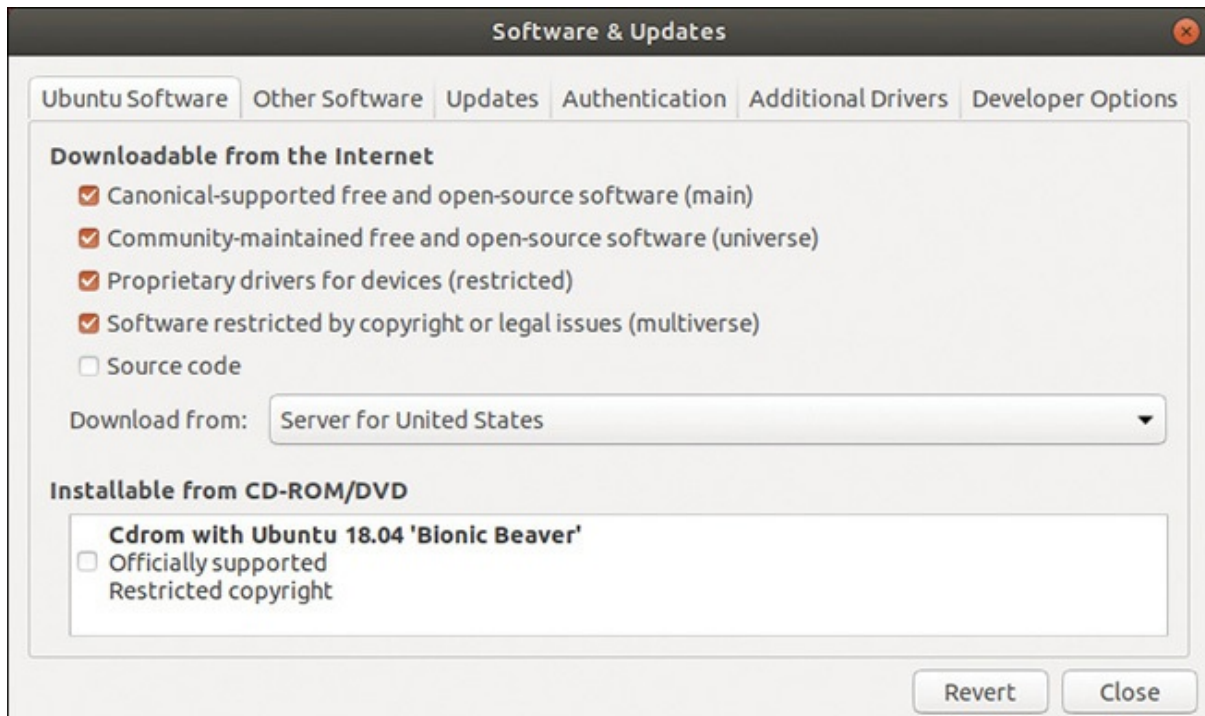 Software & Updates
Ubuntu Software Other Software Updates Authentication Additional Drivers Developer Options
Downloadable from the Internet
Canonical-supported free and open-source software (main)
Community-maintained free and open-source software (universe)
Proprietary drivers for devices (restricted)
Software restricted by copyright or legal issues (multiverse)
Source code
Download from: Server for United States
Installable from CD-ROM/DVD
Cdrom with Ubuntu 18.04 'Bionic Beaver'
Officially supported
Restricted copyright
Revert Close